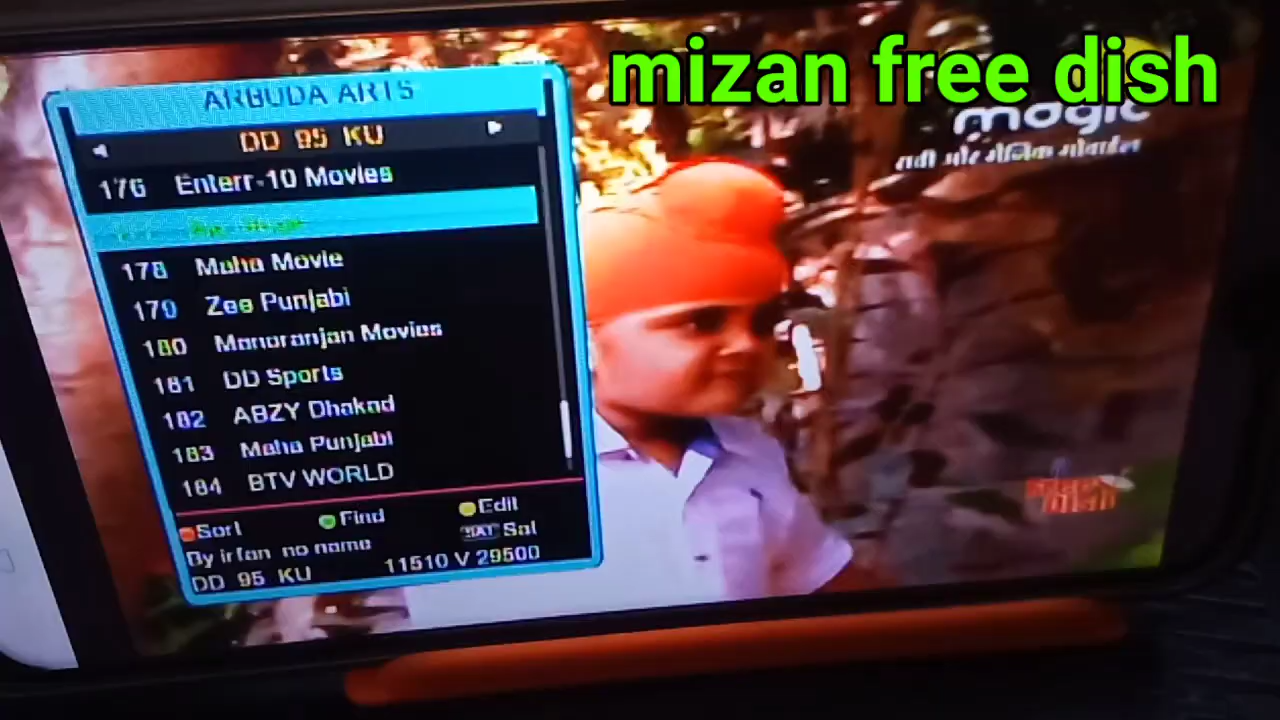 mizan free dish
magic
ARBUDA ARTS
DD 95 KU
176 Enterr-10 Movies
178 Maha Movie
179 Zee Punjabi
180 Manoranjan Movies
181 DD Sports
182 ABZY Dhakad
183 Maha Punjabi
184 BTV WORLD
Sort Find Edit
SAT Sat
By irfan no name
DD 95 KU 11510 V 29500